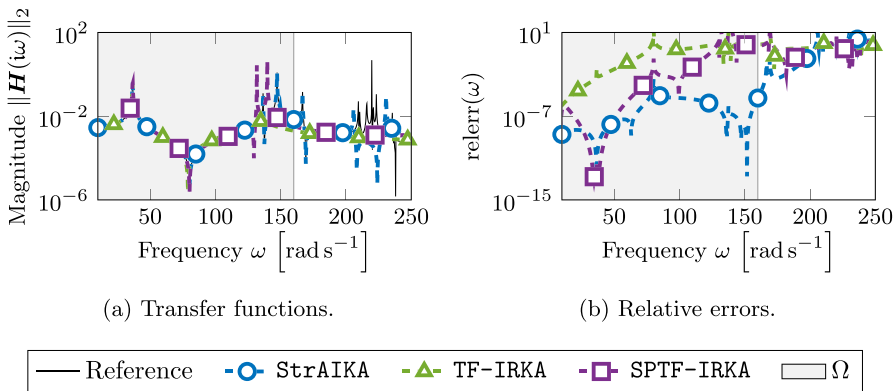 10² 10⁻² 10⁻⁶
Magnitude ‖H(iω)‖₂
50 100 150 200 250
Frequency ω [rad s⁻¹]
(a) Transfer functions.
10¹ 10⁻⁷ 10⁻¹⁵
relerr(ω)
50 100 150 200 250
Frequency ω [rad s⁻¹]
(b) Relative errors.
Reference StrAIKA TF-IRKA SPTF-IRKA Ω